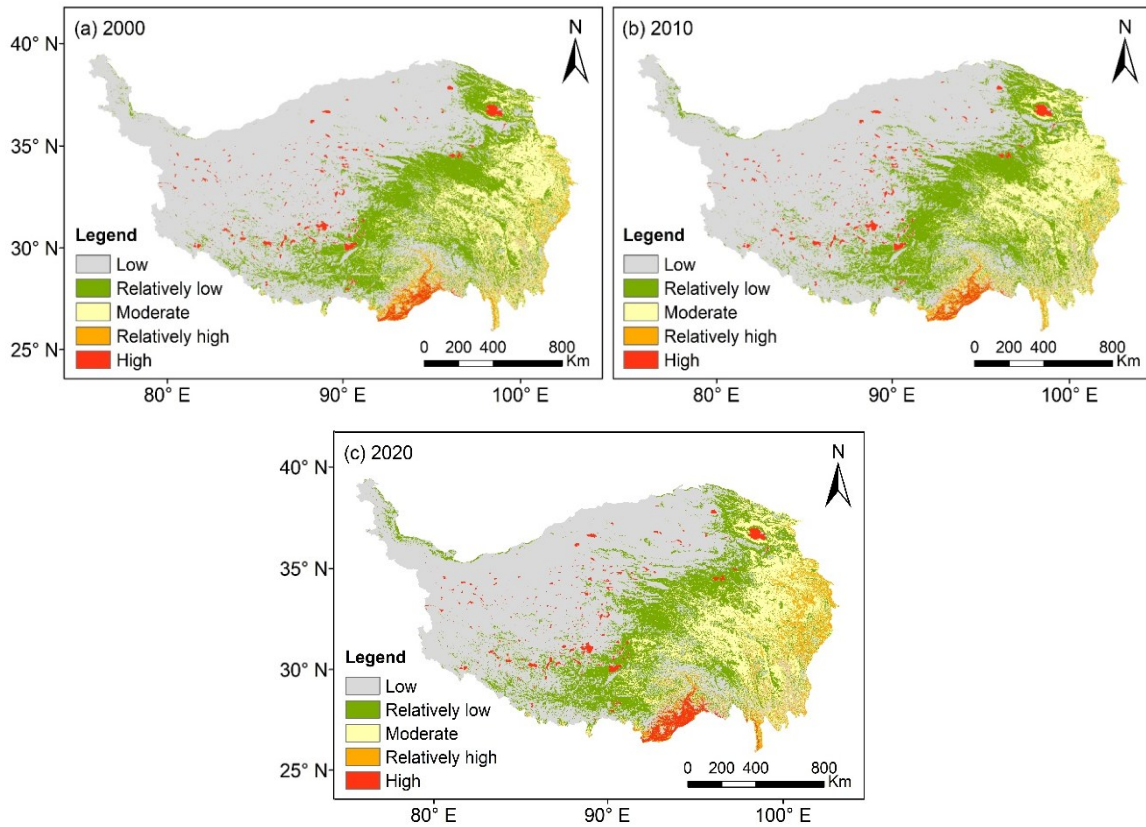 (a) 2000
N
40° N
35° N
30° N
25° N
Legend
Low
Relatively low
Moderate
Relatively high
High
0 200 400 800
Km
80° E 90° E 100° E
(b) 2010
N
Legend
Low
Relatively low
Moderate
Relatively high
High
0 200 400 800
Km
80° E 90° E 100° E
(c) 2020
N
40° N
35° N
30° N
25° N
Legend
Low
Relatively low
Moderate
Relatively high
High
0 200 400 800
Km
80° E 90° E 100° E